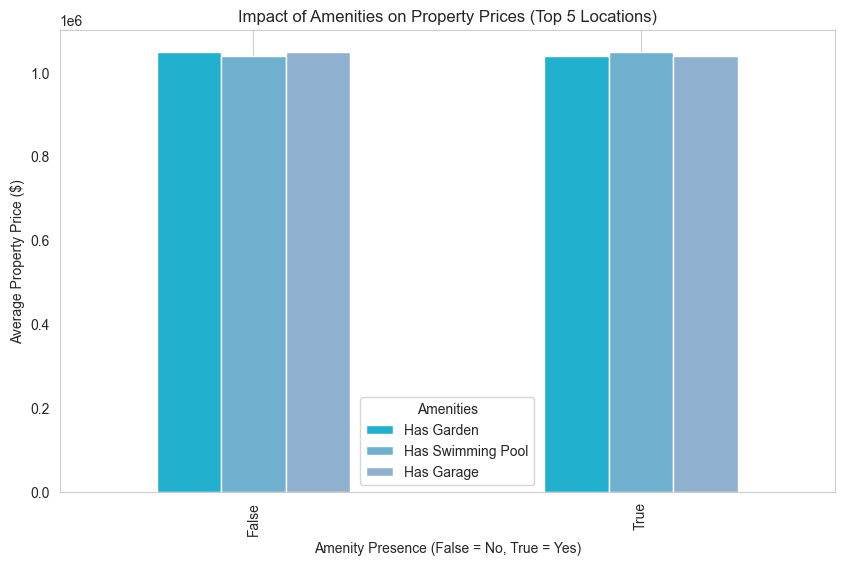 Impact of Amenities on Property Prices (Top 5 Locations)
1e6
1.0
0.8
0.6
0.4
0.2
0.0
Average Property Price ($)
Amenities
Has Garden
Has Swimming Pool
Has Garage
False
True
Amenity Presence (False = No, True = Yes)